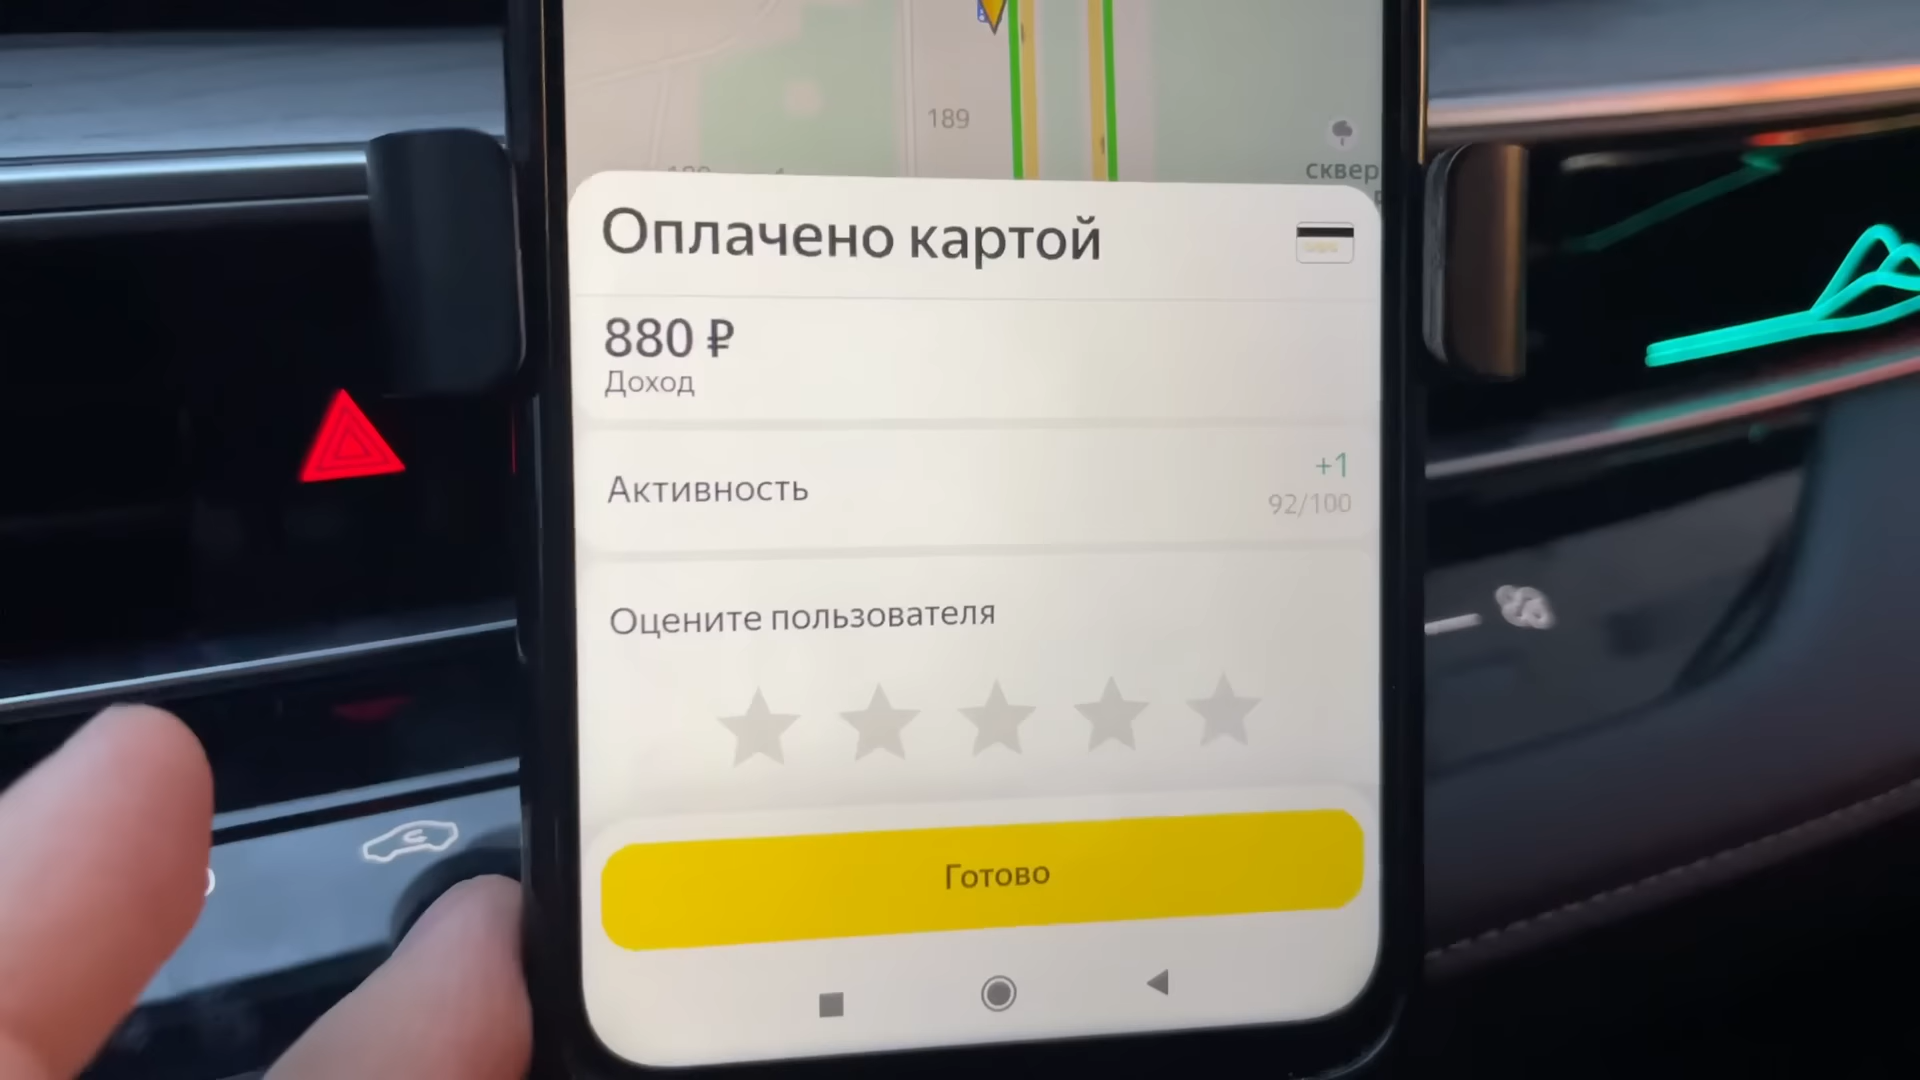 189
сквер
Оплачено картой
880 ₽
Доход
Активность
+1
92/100
Оцените пользователя
Готово